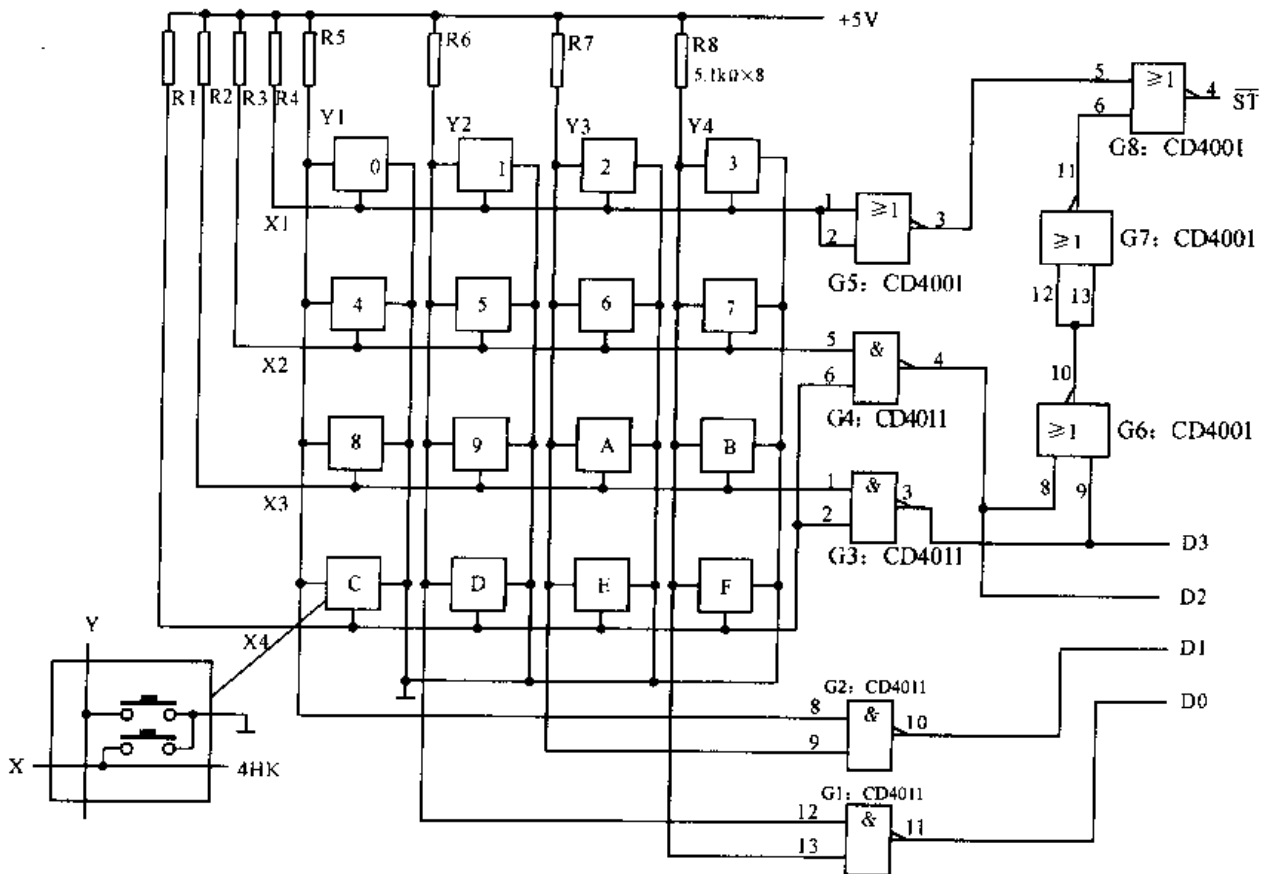 +5V
R5
R6
R7
R8
5.1kΩ×8
R1
R2
R3
R4
Y1
Y2
Y3
Y4
0
1
2
3
X1
1
2
≥1
3
G5: CD4001
5
6
≥1
4
ST
G8: CD4001
11
≥1
G7: CD4001
12
13
4
5
6
7
X2
5
6
&
4
G4: CD4011
10
≥1
G6: CD4001
8
9
8
9
A
B
X3
1
2
&
3
G3: CD4011
D3
C
D
E
F
X4
D2
D1
D0
G2: CD4011
8
9
&
10
G1: CD4011
12
13
&
11
Y
X
4HK